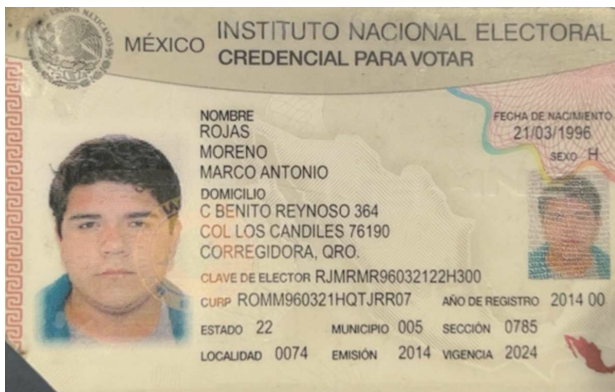 MÉXICO INSTITUTO NACIONAL ELECTORAL
CREDENCIAL PARA VOTAR
NOMBRE
ROJAS
MORENO
MARCO ANTONIO
FECHA DE NACIMIENTO
21/03/1996
SEXO H
DOMICILIO
C BENITO REYNOSO 364
COL LOS CANDILES 76190
CORREGIDORA, QRO.
CLAVE DE ELECTOR RJMRMR96032122H300
CURP ROMM960321HQTJRR07 AÑO DE REGISTRO 2014 00
ESTADO 22 MUNICIPIO 005 SECCIÓN 0785
LOCALIDAD 0074 EMISIÓN 2014 VIGENCIA 2024